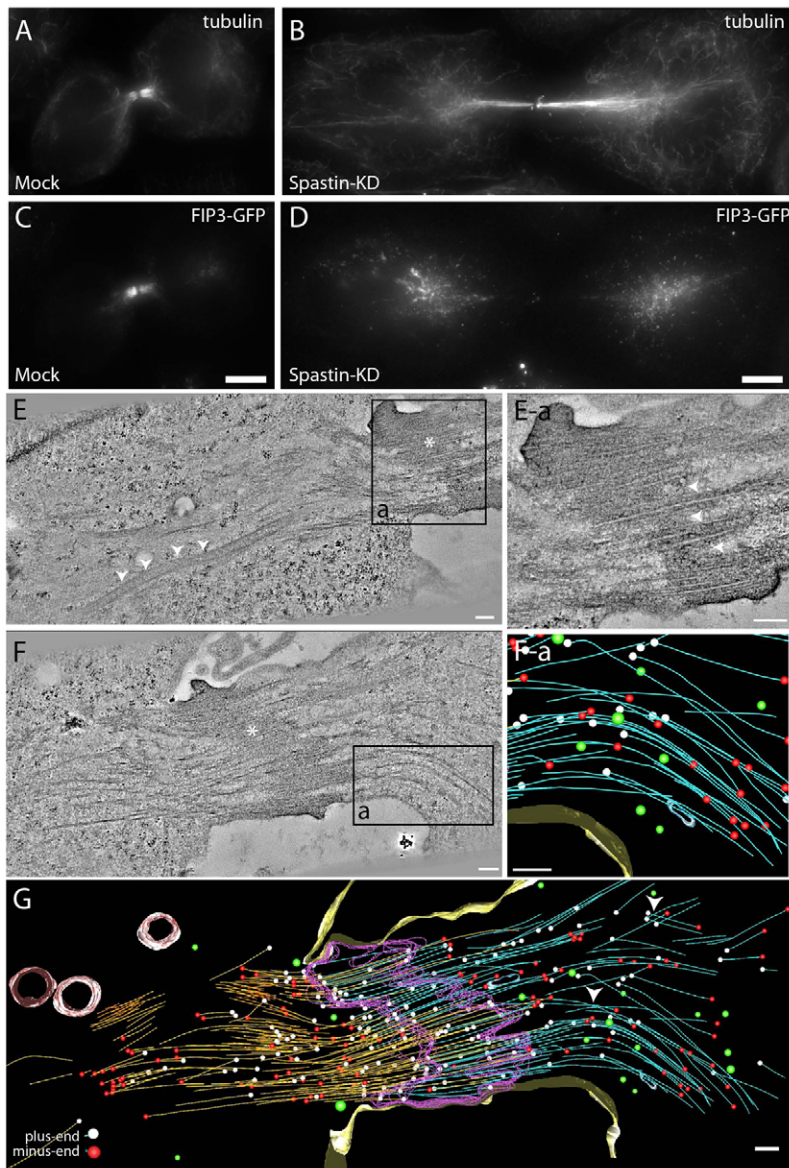 A tubulin
B tubulin
Mock
Spastin-KD
C FIP3-GFP
D FIP3-GFP
Mock
Spastin-KD
E
E-a
a
F
F-a
a
G
plus-end
minus-end